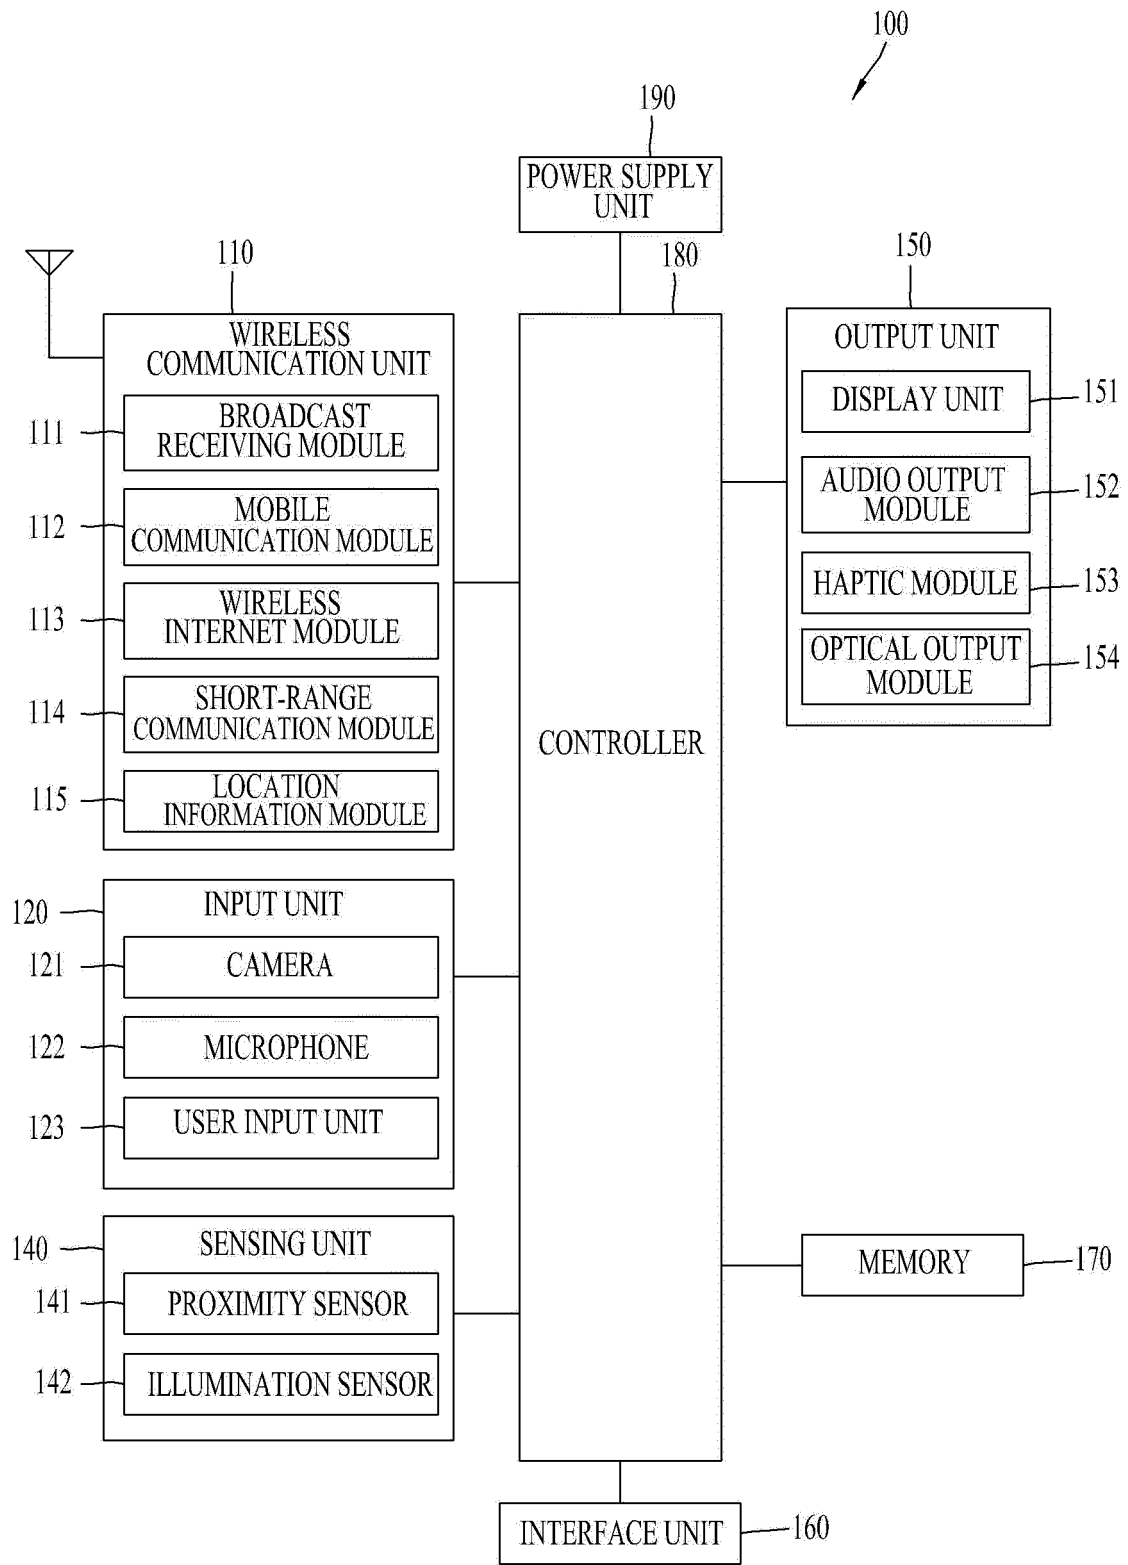 100
190
POWER SUPPLY
UNIT
110
180
150
WIRELESS
COMMUNICATION UNIT
111
BROADCAST
RECEIVING MODULE
112
MOBILE
COMMUNICATION MODULE
113
WIRELESS
INTERNET MODULE
114
SHORT-RANGE
COMMUNICATION MODULE
115
LOCATION
INFORMATION MODULE
120
INPUT UNIT
121
CAMERA
122
MICROPHONE
123
USER INPUT UNIT
140
SENSING UNIT
141
PROXIMITY SENSOR
142
ILLUMINATION SENSOR
CONTROLLER
OUTPUT UNIT
DISPLAY UNIT
151
AUDIO OUTPUT
MODULE
152
HAPTIC MODULE
153
OPTICAL OUTPUT
MODULE
154
MEMORY
170
INTERFACE UNIT
160